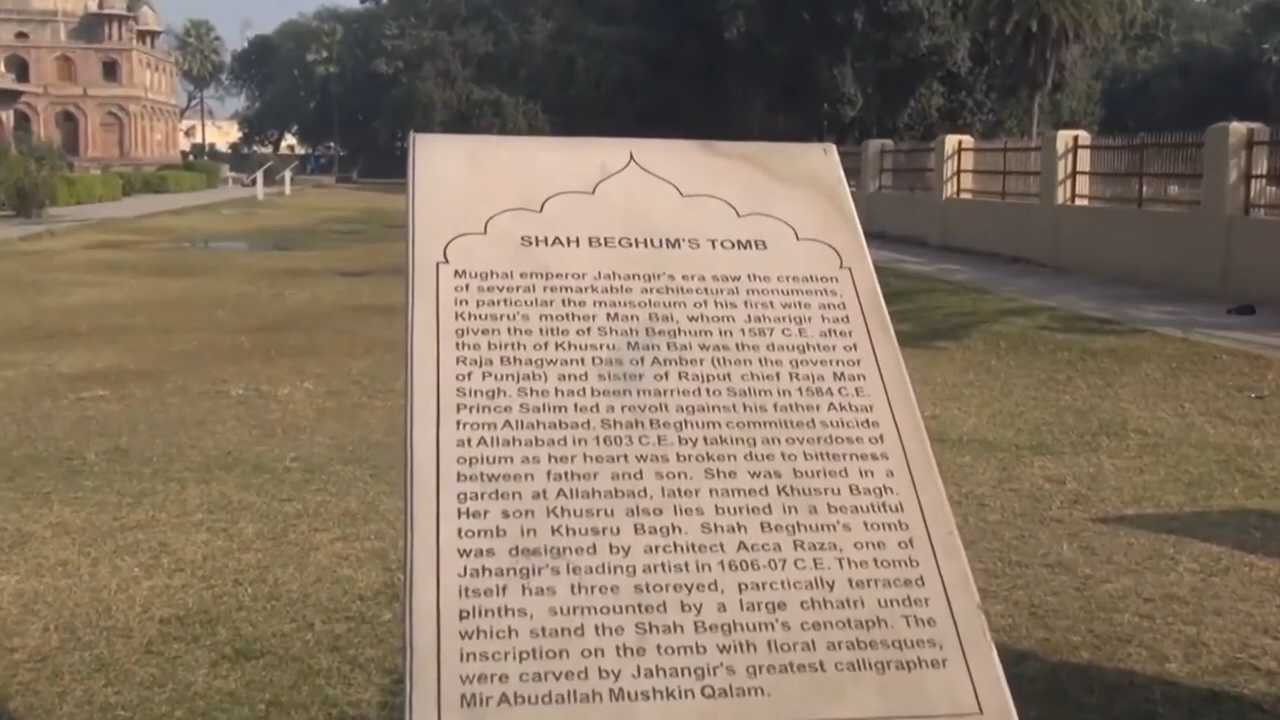 SHAH BEGHUM'S TOMB
Mughal emperor Jahangir's era saw the creation
of several remarkable architectural monuments,
in particular the mausoleum of his first wife and
Khusru's mother Man Bai, whom Jahangir had
given the title of Shah Beghum in 1587 C.E. after
the birth of Khusru. Man Bai was the daughter of
Raja Bhagwant Das of Amber (then the governor
of Punjab) and sister of Rajput chief Raja Man
Singh. She had been married to Salim in 1584 C.E.
Prince Salim led a revolt against his father Akbar
from Allahabad. Shah Beghum committed suicide
at Allahabad in 1603 C.E. by taking an overdose of
opium as her heart was broken due to bitterness
between father and son. She was buried in a
garden at Allahabad, later named Khusru Bagh.
Her son Khusru also lies buried in a beautiful
tomb in Khusru Bagh. Shah Beghum's tomb
was designed by architect Acca Raza, one of
Jahangir's leading artist in 1606-07 C.E. The tomb
itself has three storeyed, parctically terraced
plinths, surmounted by a large chhatri under
which stand the Shah Beghum's cenotaph. The
inscription on the tomb with floral arabesques,
were carved by Jahangir's greatest calligrapher
Mir Abudallah Mushkin Qalam.